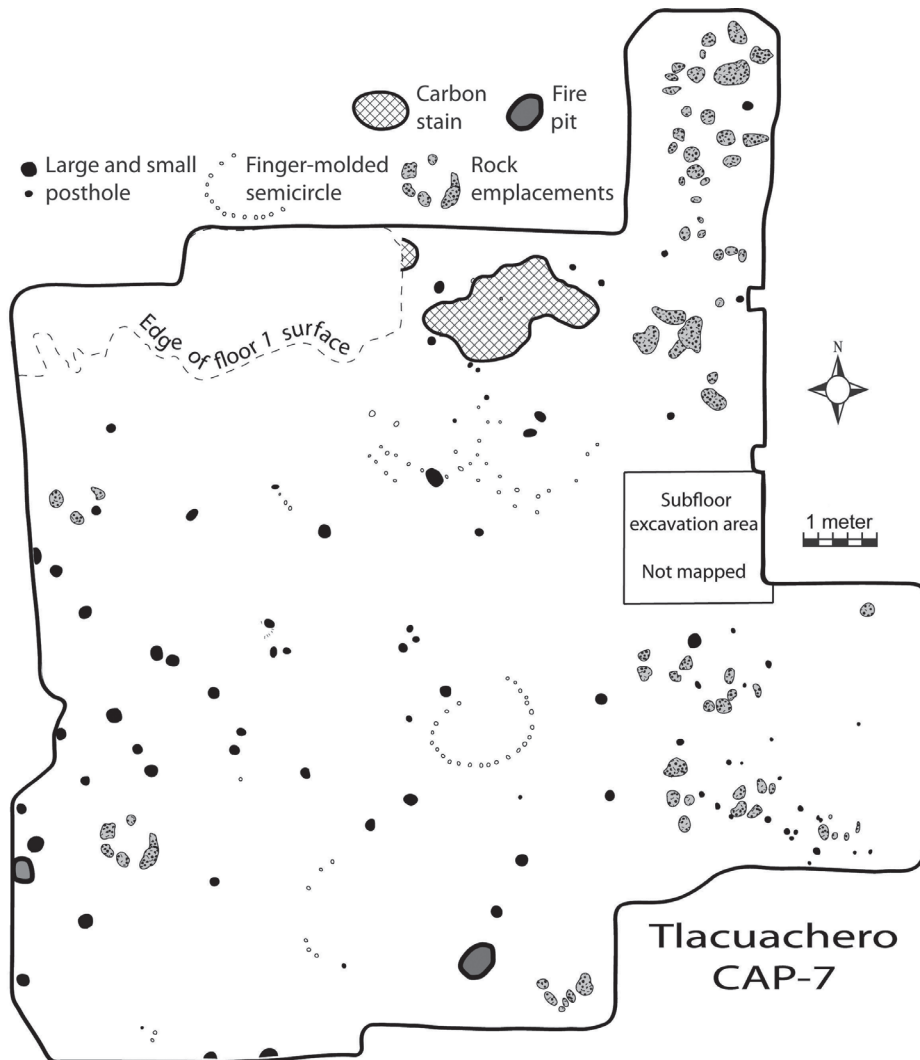 Carbon
stain
Fire
pit
Large and small
posthole
Finger-molded
semicircle
Rock
emplacements
Edge of floor 1 surface
N
Subfloor
excavation area
Not mapped
1 meter
Tlacuachero
CAP-7